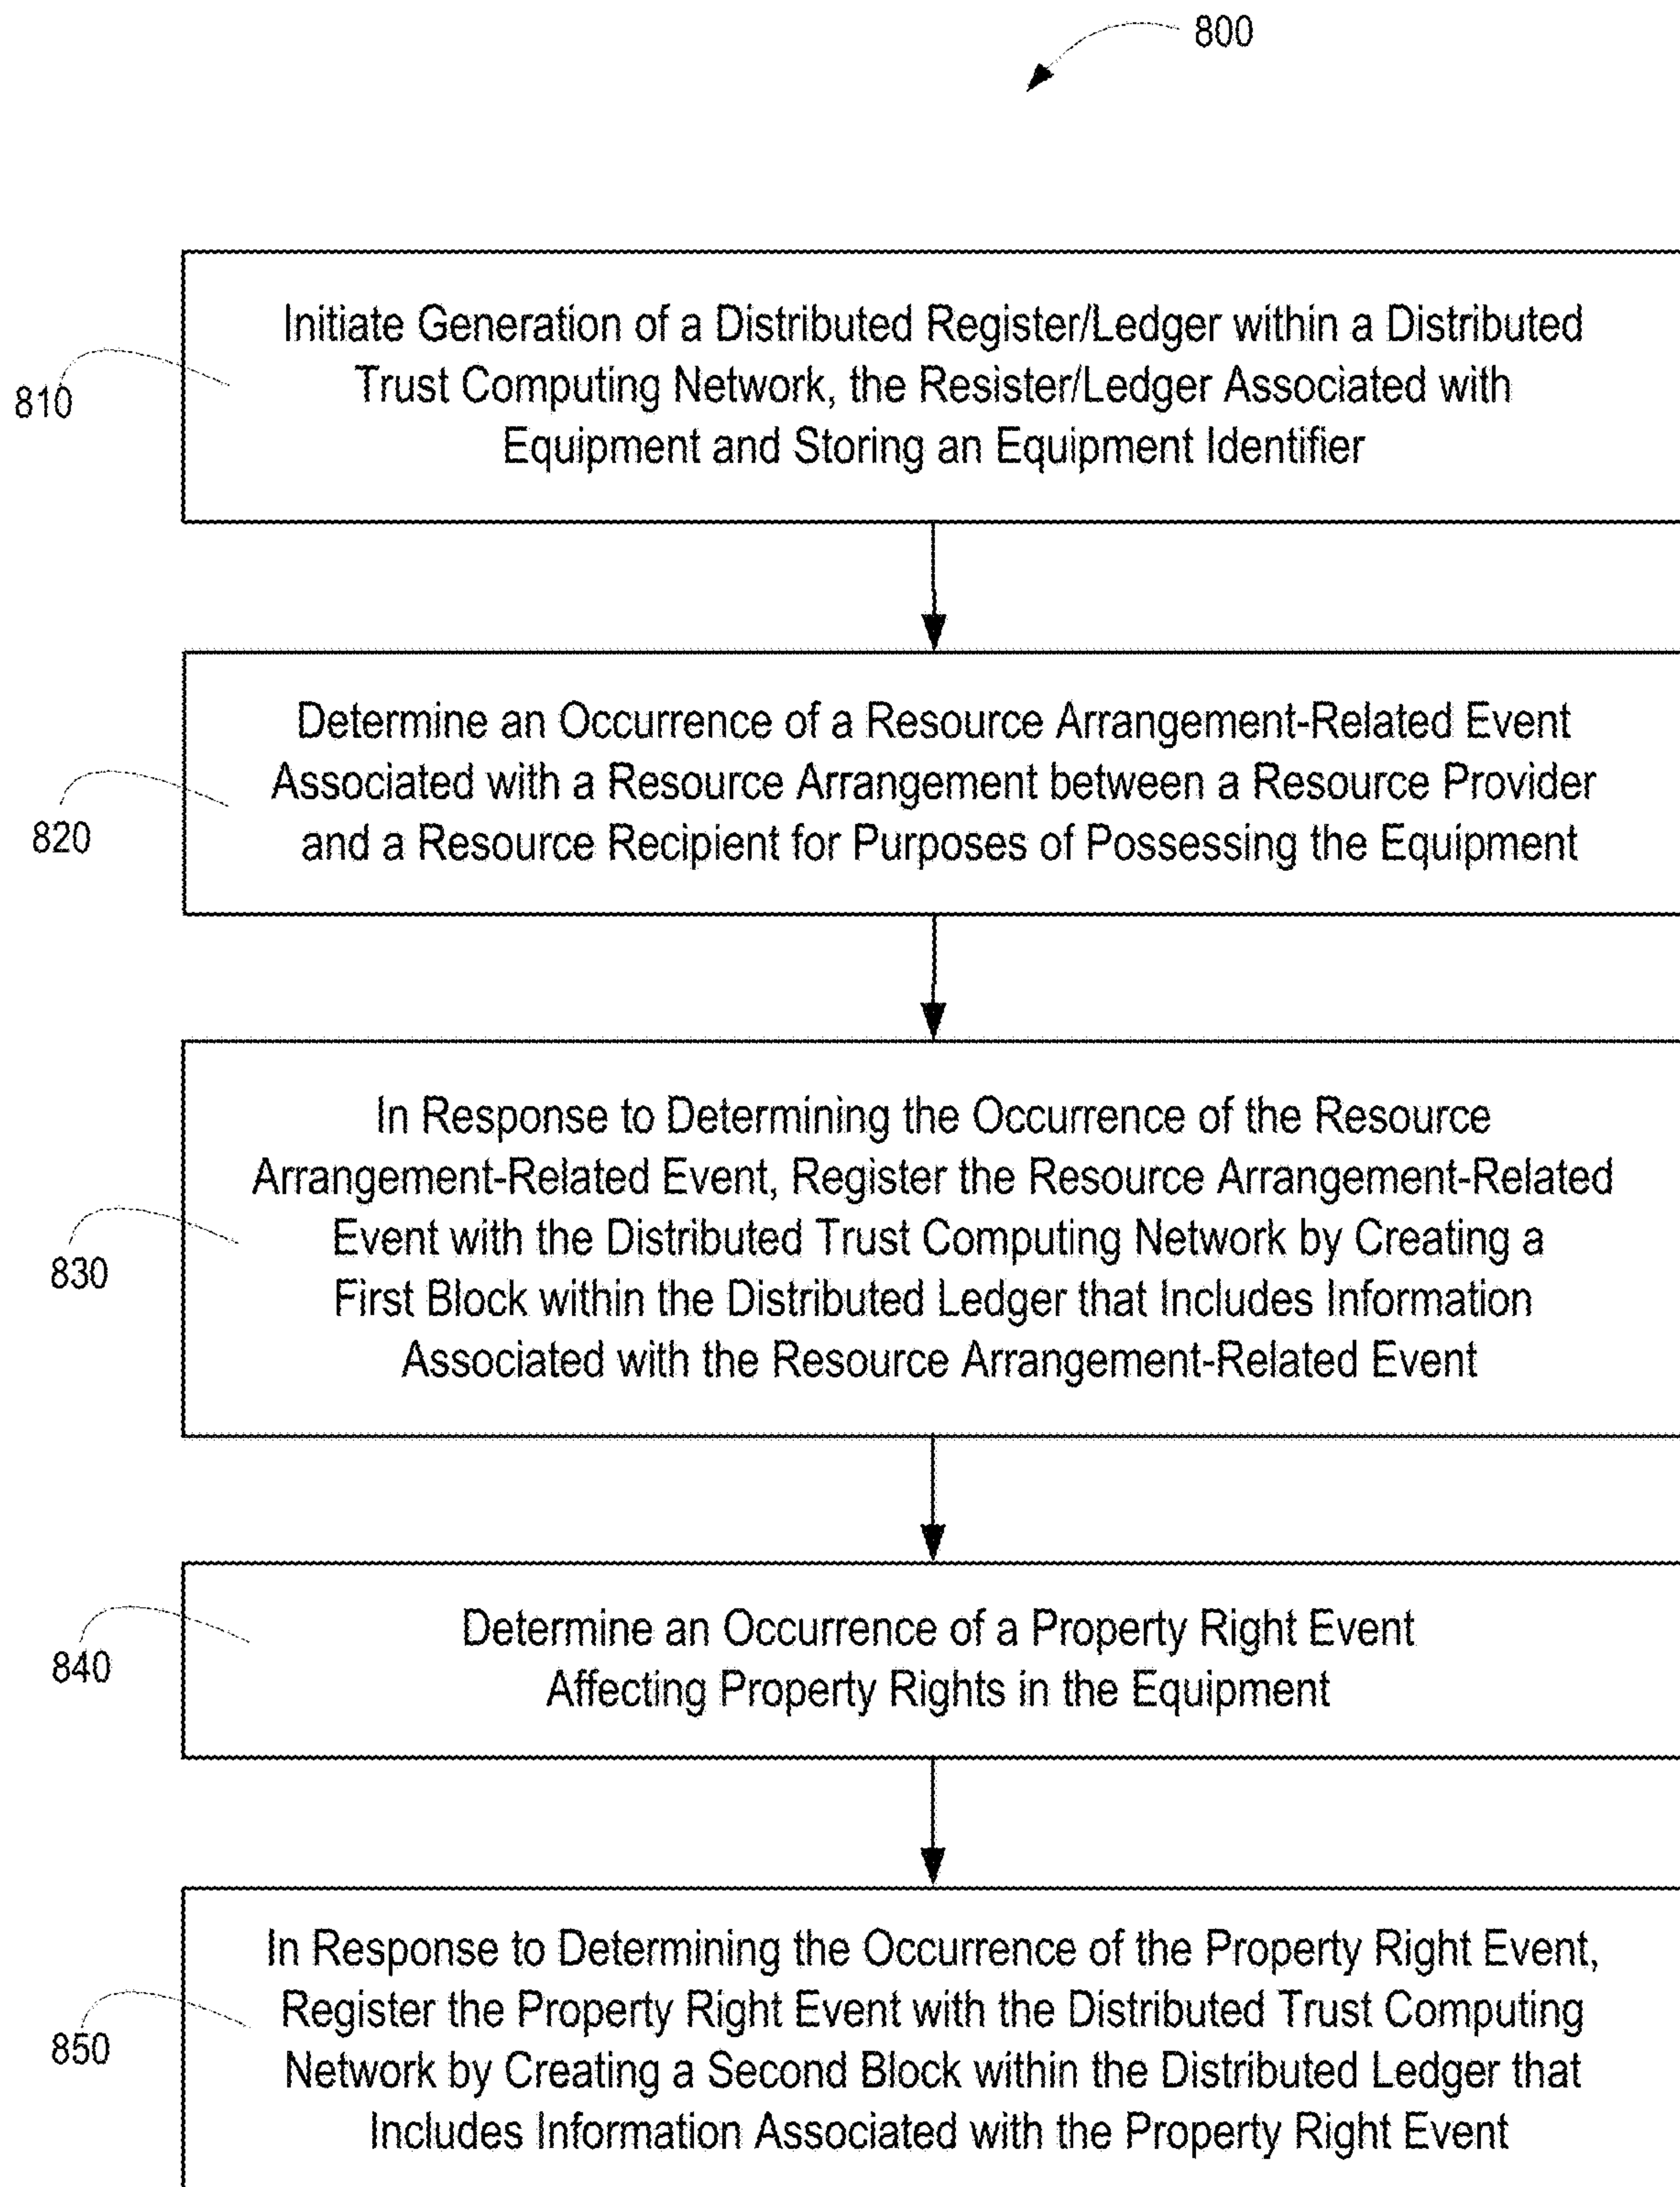 800
810
Initiate Generation of a Distributed Register/Ledger within a Distributed
Trust Computing Network, the Resister/Ledger Associated with
Equipment and Storing an Equipment Identifier
820
Determine an Occurrence of a Resource Arrangement-Related Event
Associated with a Resource Arrangement between a Resource Provider
and a Resource Recipient for Purposes of Possessing the Equipment
830
In Response to Determining the Occurrence of the Resource
Arrangement-Related Event, Register the Resource Arrangement-Related
Event with the Distributed Trust Computing Network by Creating a
First Block within the Distributed Ledger that Includes Information
Associated with the Resource Arrangement-Related Event
840
Determine an Occurrence of a Property Right Event
Affecting Property Rights in the Equipment
850
In Response to Determining the Occurrence of the Property Right Event,
Register the Property Right Event with the Distributed Trust Computing
Network by Creating a Second Block within the Distributed Ledger that
Includes Information Associated with the Property Right Event